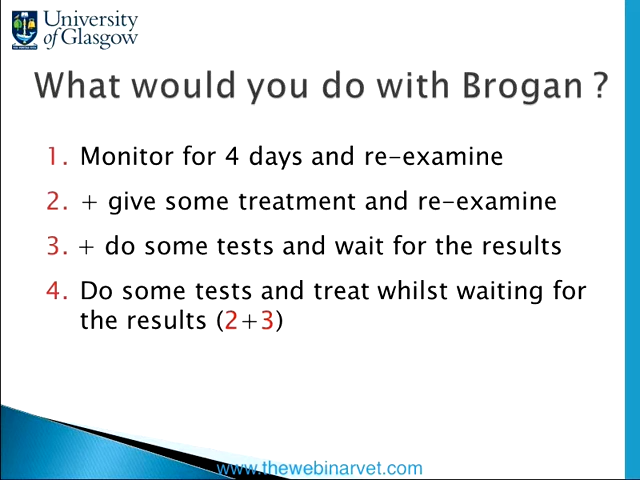 University
of Glasgow
What would you do with Brogan ?
1. Monitor for 4 days and re-examine
2. + give some treatment and re-examine
3. + do some tests and wait for the results
4. Do some tests and treat whilst waiting for
the results (2+3)
www.thewebinarvet.com